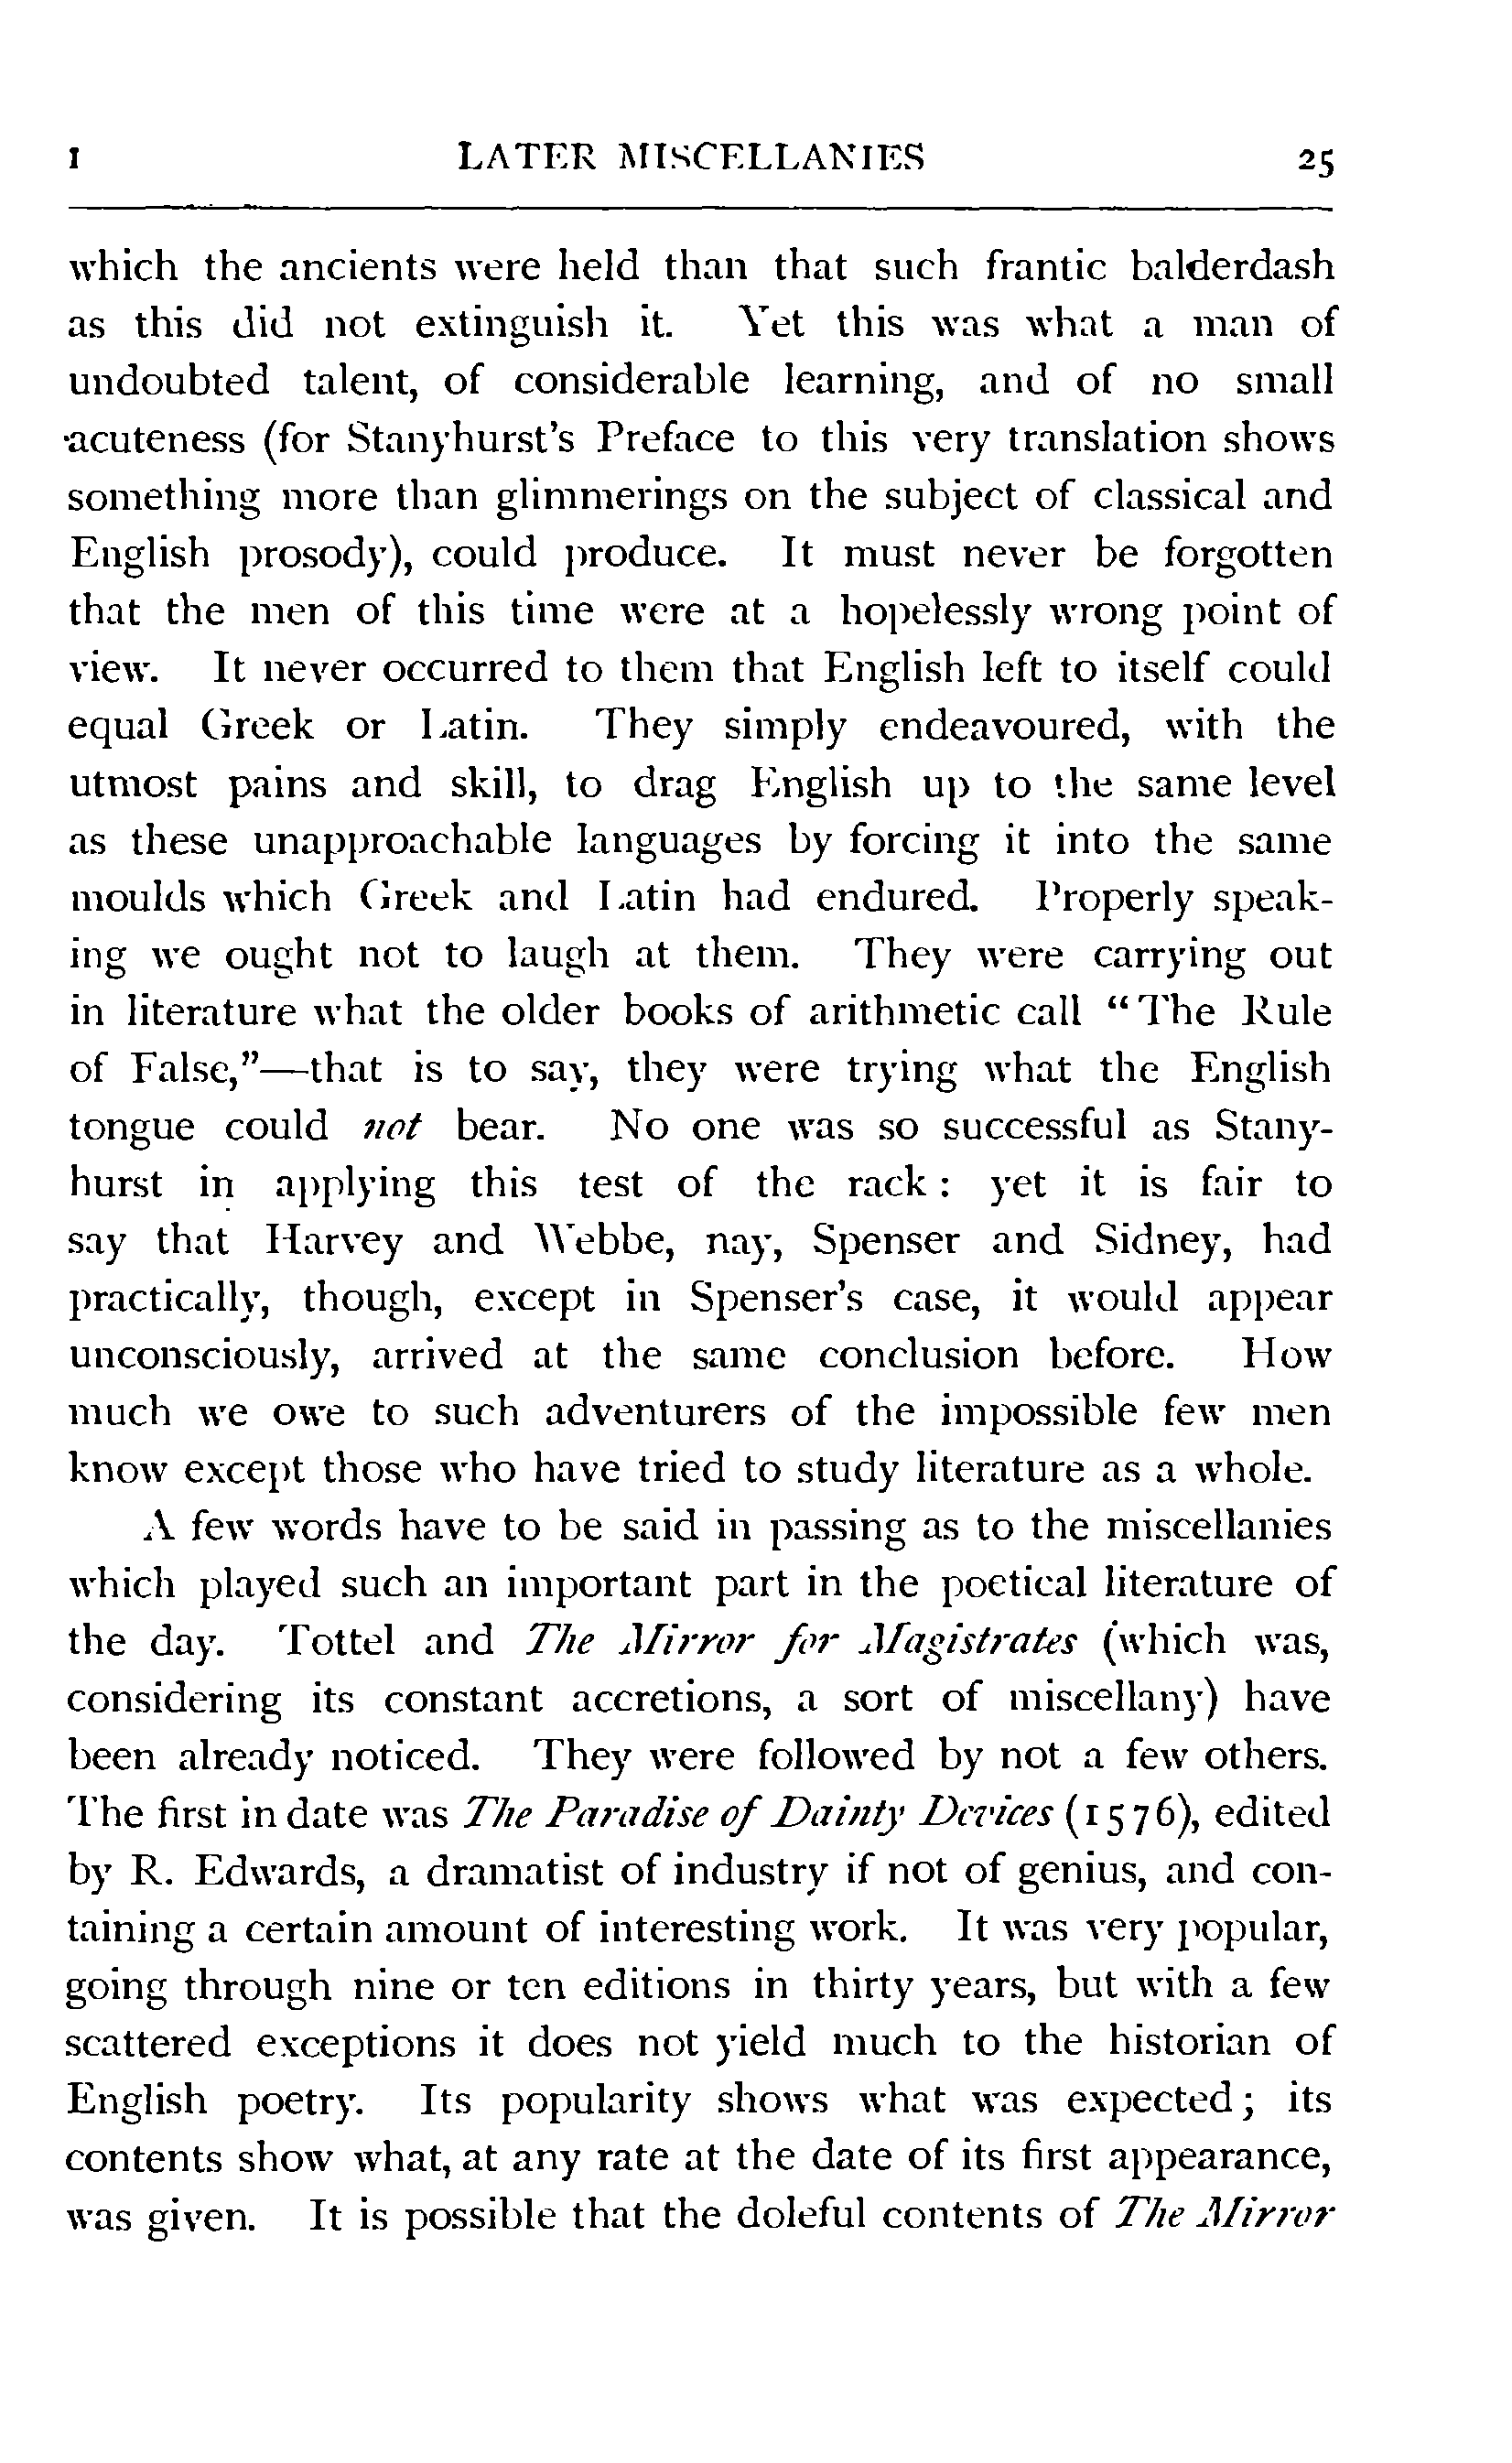 I LATER MISCELLANIES 25
which the ancients were held than that such frantic balderdash
as this did not extinguish it. Yet this was what a man of
undoubted talent, of considerable learning, and of no small
acuteness (for Stanyhurst's Preface to this very translation shows
something more than glimmerings on the subject of classical and
English prosody), could produce. It must never be forgotten
that the men of this time were at a hopelessly wrong point of
view. It never occurred to them that English left to itself could
equal Greek or Latin. They simply endeavoured, with the
utmost pains and skill, to drag English up to the same level
as these unapproachable languages by forcing it into the same
moulds which Greek and Latin had endured. Properly speak-
ing we ought not to laugh at them. They were carrying out
in literature what the older books of arithmetic call “The Rule
of False,”—that is to say, they were trying what the English
tongue could not bear. No one was so successful as Stany-
hurst in applying this test of the rack: yet it is fair to
say that Harvey and Webbe, nay, Spenser and Sidney, had
practically, though, except in Spenser's case, it would appear
unconsciously, arrived at the same conclusion before. How
much we owe to such adventurers of the impossible few men
know except those who have tried to study literature as a whole.
A few words have to be said in passing as to the miscellanies
which played such an important part in the poetical literature of
the day. Tottel and The Mirror for Magistrates (which was,
considering its constant accretions, a sort of miscellany) have
been already noticed. They were followed by not a few others.
The first in date was The Paradise of Dainty Devices (1576), edited
by R. Edwards, a dramatist of industry if not of genius, and con-
taining a certain amount of interesting work. It was very popular,
going through nine or ten editions in thirty years, but with a few
scattered exceptions it does not yield much to the historian of
English poetry. Its popularity shows what was expected; its
contents show what, at any rate at the date of its first appearance,
was given. It is possible that the doleful contents of The Mirror